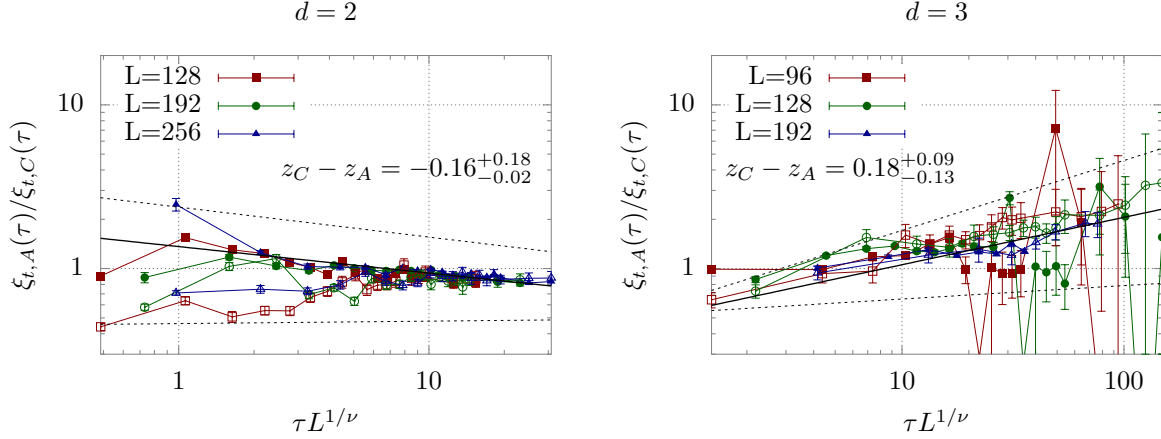 d = 2
10
1
ξ_{t,A}(τ)/ξ_{t,C}(τ)
L=128
L=192
L=256
z_C − z_A = −0.16^{+0.18}_{−0.02}
1 10
τL^{1/ν}
d = 3
10
1
ξ_{t,A}(τ)/ξ_{t,C}(τ)
L=96
L=128
L=192
z_C − z_A = 0.18^{+0.09}_{−0.13}
10 100
τL^{1/ν}